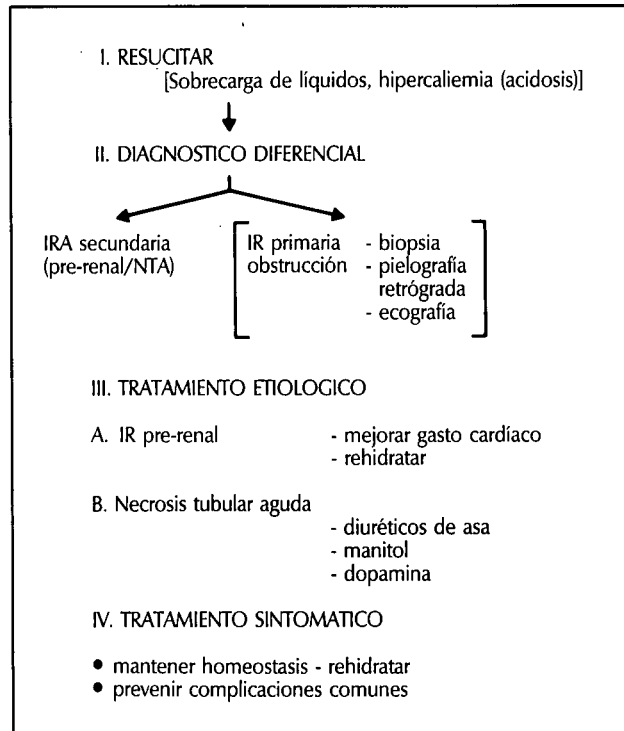 I. RESUCITAR
[Sobrecarga de líquidos, hipercaliemia (acidosis)]
II. DIAGNOSTICO DIFERENCIAL
IRA secundaria
(pre-renal/NTA)
IR primaria - biopsia
obstrucción - pielografía
retrógrada
- ecografía
III. TRATAMIENTO ETIOLOGICO
A. IR pre-renal - mejorar gasto cardíaco
- rehidratar
B. Necrosis tubular aguda
- diuréticos de asa
- manitol
- dopamina
IV. TRATAMIENTO SINTOMATICO
• mantener homeostasis - rehidratar
• prevenir complicaciones comunes